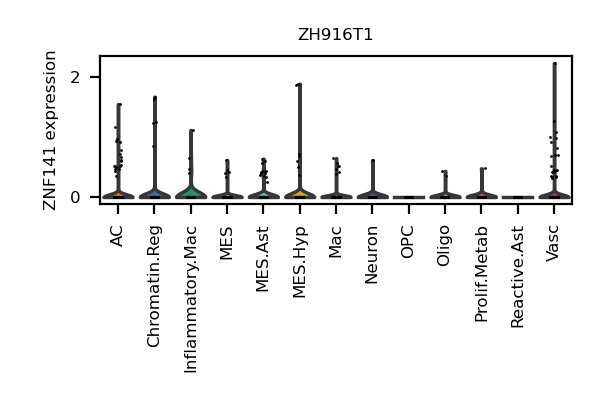 ZH916T1
ZNF141 expression
2
0
AC
Chromatin.Reg
Inflammatory.Mac
MES
MES.Ast
MES.Hyp
Mac
Neuron
OPC
Oligo
Prolif.Metab
Reactive.Ast
Vasc